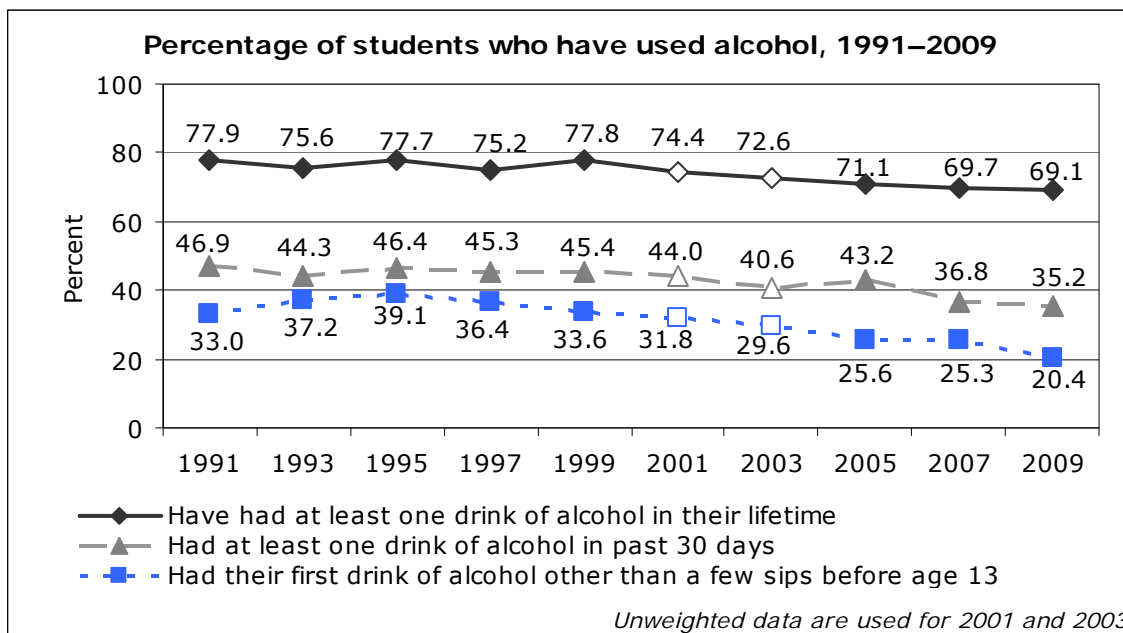 Percentage of students who have used alcohol, 1991–2009
100
80
60
40
20
0
Percent
77.9 75.6 77.7 75.2 77.8 74.4 72.6 71.1 69.7 69.1
46.9 44.3 46.4 45.3 45.4 44.0 40.6 43.2 36.8 35.2
33.0 37.2 39.1 36.4 33.6 31.8 29.6 25.6 25.3 20.4
1991 1993 1995 1997 1999 2001 2003 2005 2007 2009
Have had at least one drink of alcohol in their lifetime
Had at least one drink of alcohol in past 30 days
Had their first drink of alcohol other than a few sips before age 13
Unweighted data are used for 2001 and 2003